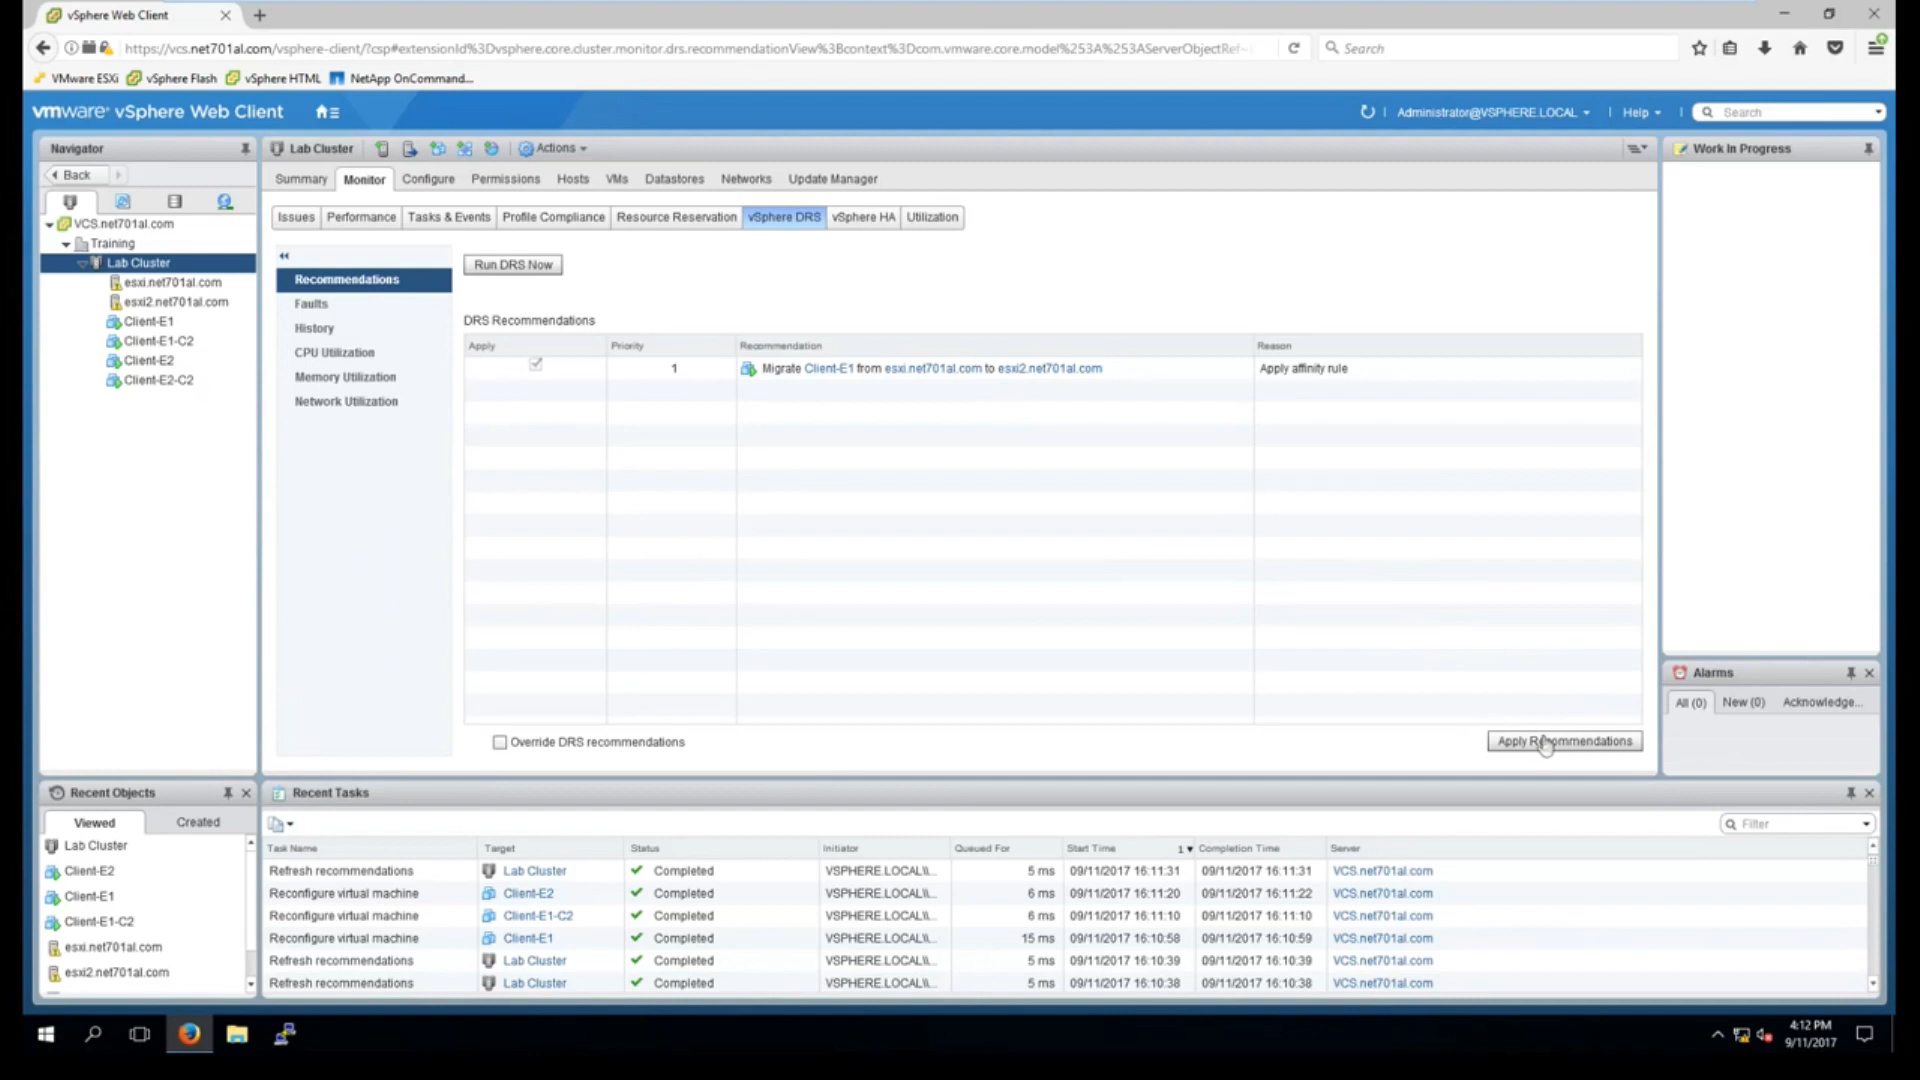 vSphere Web Client
https://vcs.net701al.com/vsphere-client/?csp#extensionId%3Dvsphere.core.cluster.monitor.drs.recommendationView%3Bcontext%3Dcom.vmware.core.model%253A%253AServerObjectRef~
Search
VMware ESXi vSphere Flash vSphere HTML NetApp OnCommand...
vmware® vSphere Web Client
Administrator@VSPHERE.LOCAL
Help
Search
Navigator
Back
VCS.net701al.com
Training
Lab Cluster
esxi.net701al.com
esxi2.net701al.com
Client-E1
Client-E1-C2
Client-E2
Client-E2-C2
Lab Cluster
Actions
Summary Monitor Configure Permissions Hosts VMs Datastores Networks Update Manager
Issues Performance Tasks & Events Profile Compliance Resource Reservation vSphere DRS vSphere HA Utilization
Recommendations
Faults
History
CPU Utilization
Memory Utilization
Network Utilization
Run DRS Now
DRS Recommendations
Apply Priority Recommendation Reason
1 Migrate Client-E1 from esxi.net701al.com to esxi2.net701al.com Apply affinity rule
Override DRS recommendations
Apply Recommendations
Work In Progress
Alarms
All (0) New (0) Acknowledge...
Recent Objects
Viewed Created
Lab Cluster
Client-E2
Client-E1
Client-E1-C2
esxi.net701al.com
esxi2.net701al.com
Recent Tasks
Filter
Task Name Target Status Initiator Queued For Start Time 1 Completion Time Server
Refresh recommendations Lab Cluster Completed VSPHERE.LOCAL\\... 5 ms 09/11/2017 16:11:31 09/11/2017 16:11:31 VCS.net701al.com
Reconfigure virtual machine Client-E2 Completed VSPHERE.LOCAL\\... 6 ms 09/11/2017 16:11:20 09/11/2017 16:11:22 VCS.net701al.com
Reconfigure virtual machine Client-E1-C2 Completed VSPHERE.LOCAL\\... 6 ms 09/11/2017 16:11:10 09/11/2017 16:11:10 VCS.net701al.com
Reconfigure virtual machine Client-E1 Completed VSPHERE.LOCAL\\... 15 ms 09/11/2017 16:10:58 09/11/2017 16:10:59 VCS.net701al.com
Refresh recommendations Lab Cluster Completed VSPHERE.LOCAL\\... 5 ms 09/11/2017 16:10:39 09/11/2017 16:10:39 VCS.net701al.com
Refresh recommendations Lab Cluster Completed VSPHERE.LOCAL\\... 5 ms 09/11/2017 16:10:38 09/11/2017 16:10:38 VCS.net701al.com
4:12 PM
9/11/2017